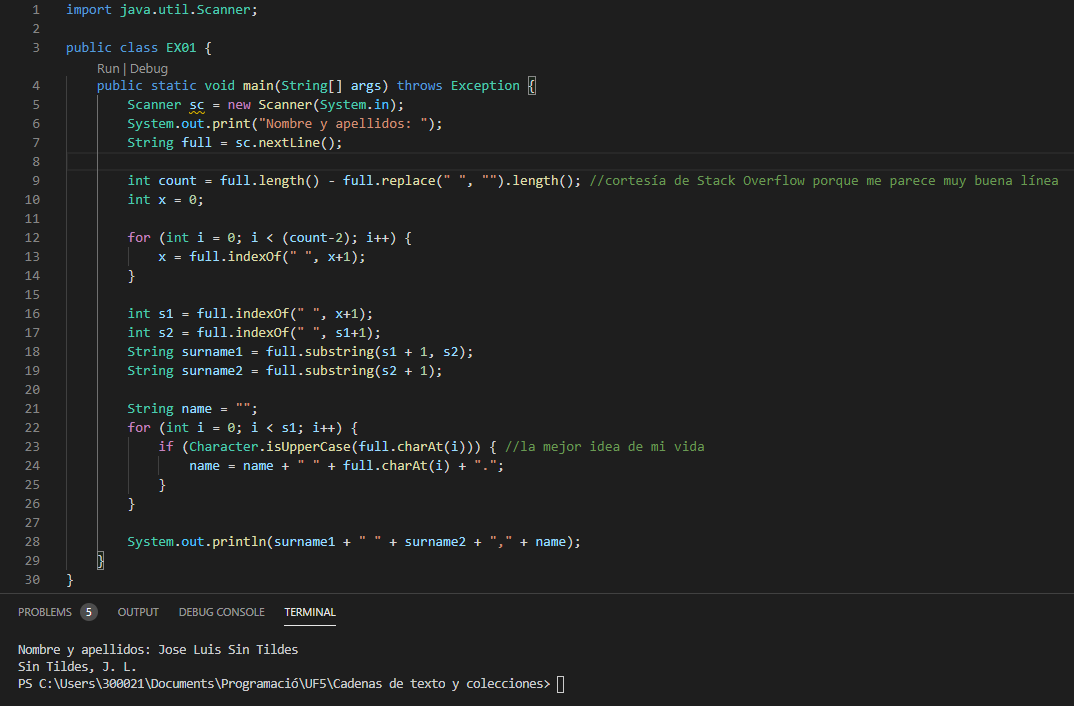 1 import java.util.Scanner;
2
3 public class EX01 {
Run | Debug
4 public static void main(String[] args) throws Exception {
5 Scanner sc = new Scanner(System.in);
6 System.out.print("Nombre y apellidos: ");
7 String full = sc.nextLine();
8
9 int count = full.length() - full.replace(" ", "").length(); //cortesía de Stack Overflow porque me parece muy buena línea
10 int x = 0;
11
12 for (int i = 0; i < (count-2); i++) {
13 x = full.indexOf(" ", x+1);
14 }
15
16 int s1 = full.indexOf(" ", x+1);
17 int s2 = full.indexOf(" ", s1+1);
18 String surname1 = full.substring(s1 + 1, s2);
19 String surname2 = full.substring(s2 + 1);
20
21 String name = "";
22 for (int i = 0; i < s1; i++) {
23 if (Character.isUpperCase(full.charAt(i))) { //la mejor idea de mi vida
24 name = name + " " + full.charAt(i) + ".";
25 }
26 }
27
28 System.out.println(surname1 + " " + surname2 + "," + name);
29 }
30 }
PROBLEMS 5 OUTPUT DEBUG CONSOLE TERMINAL
Nombre y apellidos: Jose Luis Sin Tildes
Sin Tildes, J. L.
PS C:\Users\300021\Documents\Programació\UF5\Cadenas de texto y colecciones>